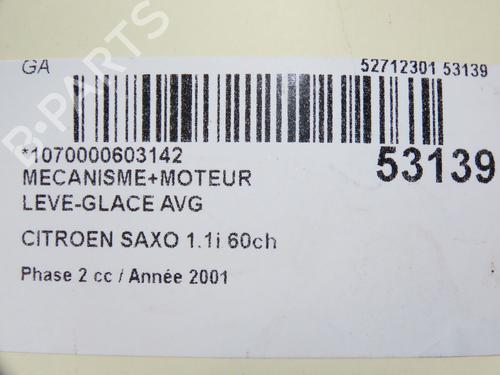 GA
52712301 53139
*1070000603142
53139
MECANISME+MOTEUR
LEVE-GLACE AVG
CITROEN SAXO 1.1i 60ch
Phase 2 cc / Année 2001
B-PARTS